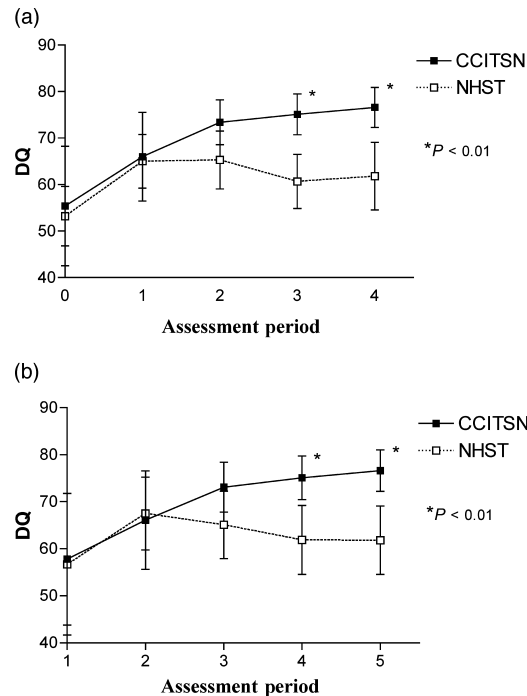 (a)
90
80
70
60
50
40
DQ
0 1 2 3 4
Assessment period
* *
CCITSN
NHST
*P < 0.01
(b)
90
80
70
60
50
40
DQ
1 2 3 4 5
Assessment period
* *
CCITSN
NHST
*P < 0.01